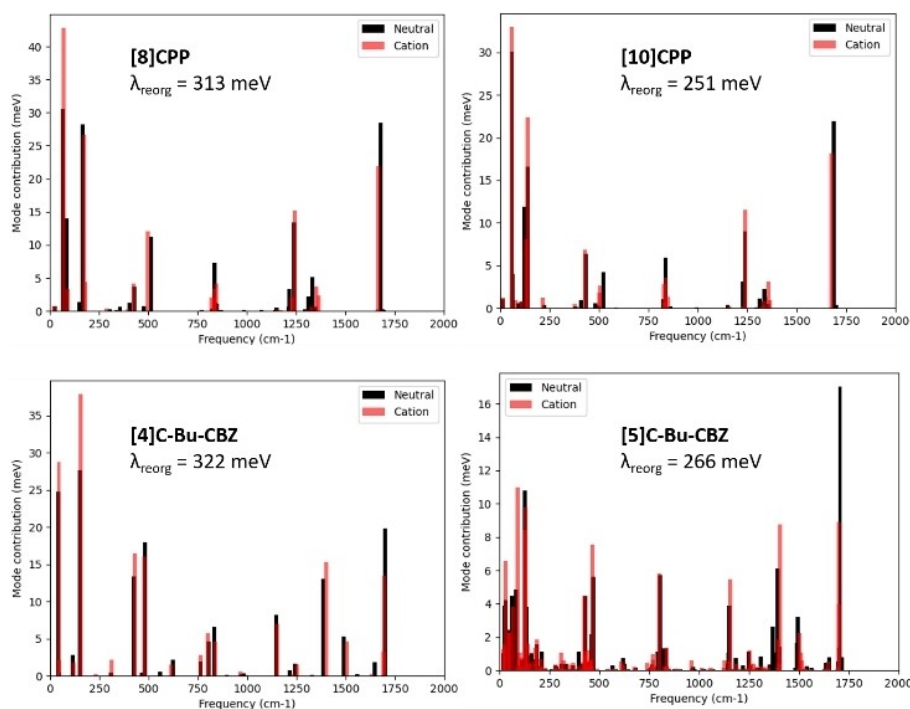 Neutral
Cation
[8]CPP
λreorg = 313 meV
Mode contribution (meV)
40
35
30
25
20
15
10
5
0
0 250 500 750 1000 1250 1500 1750 2000
Frequency (cm-1)
Neutral
Cation
[10]CPP
λreorg = 251 meV
Mode contribution (meV)
30
25
20
15
10
5
0
0 250 500 750 1000 1250 1500 1750 2000
Frequency (cm-1)
Neutral
Cation
[4]C-Bu-CBZ
λreorg = 322 meV
Mode contribution (meV)
35
30
25
20
15
10
5
0
0 250 500 750 1000 1250 1500 1750 2000
Frequency (cm-1)
Neutral
Cation
[5]C-Bu-CBZ
λreorg = 266 meV
Mode contribution (meV)
16
14
12
10
8
6
4
2
0
0 250 500 750 1000 1250 1500 1750 2000
Frequency (cm-1)